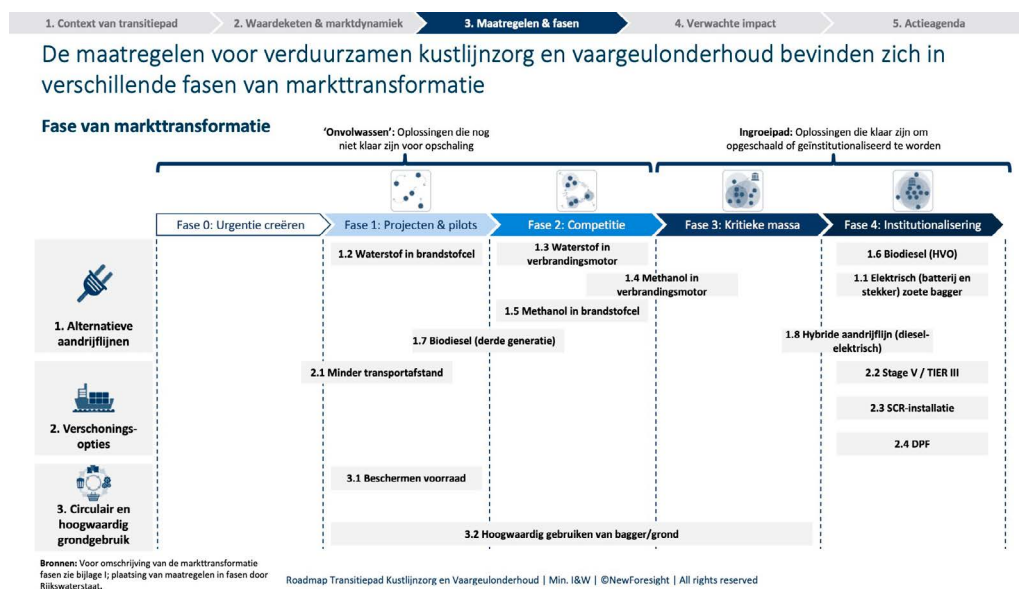 1. Context van transitiepad
2. Waardeketen & marktdynamiek
3. Maatregelen & fasen
4. Verwachte impact
5. Actieagenda
De maatregelen voor verduurzamen kustlijnzorg en vaargeulonderhoud bevinden zich in
verschillende fasen van markttransformatie
Fase van markttransformatie
‘Onvolwassen’: Oplossingen die nog
niet klaar zijn voor opschaling
Ingroeipad: Oplossingen die klaar zijn om
opgeschaald of geïnstitutionaliseerd te worden
Fase 0: Urgentie creëren
Fase 1: Projecten & pilots
Fase 2: Competitie
Fase 3: Kritieke massa
Fase 4: Institutionalisering
1. Alternatieve
aandrijflijnen
1.2 Waterstof in brandstofcel
1.3 Waterstof in
verbrandingsmotor
1.6 Biodiesel (HVO)
1.4 Methanol in
verbrandingsmotor
1.1 Elektrisch (batterij en
stekker) zoete bagger
1.5 Methanol in brandstofcel
1.7 Biodiesel (derde generatie)
1.8 Hybride aandrijflijn (diesel-
elektrisch)
2. Verschonings-
opties
2.1 Minder transportafstand
2.2 Stage V / TIER III
2.3 SCR-installatie
2.4 DPF
3. Circulair en
hoogwaardig
grondgebruik
3.1 Beschermen voorraad
3.2 Hoogwaardig gebruiken van bagger/grond
Bronnen: Voor omschrijving van de markttransformatie
fasen zie bijlage I; plaatsing van maatregelen in fasen door
Rijkswaterstaat.
Roadmap Transitiepad Kustlijnzorg en Vaargeulonderhoud | Min. I&W | ©NewForesight | All rights reserved